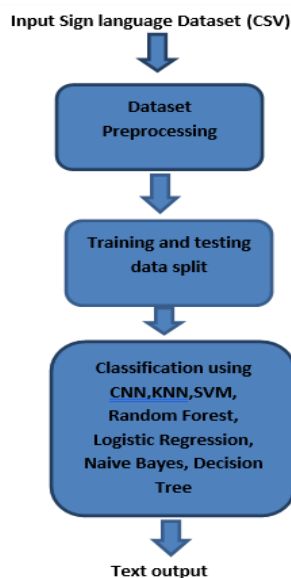 Input Sign language Dataset (CSV)
Dataset
Preprocessing
Training and testing
data split
Classification using
CNN,KNN,SVM,
Random Forest,
Logistic Regression,
Naive Bayes, Decision
Tree
Text output